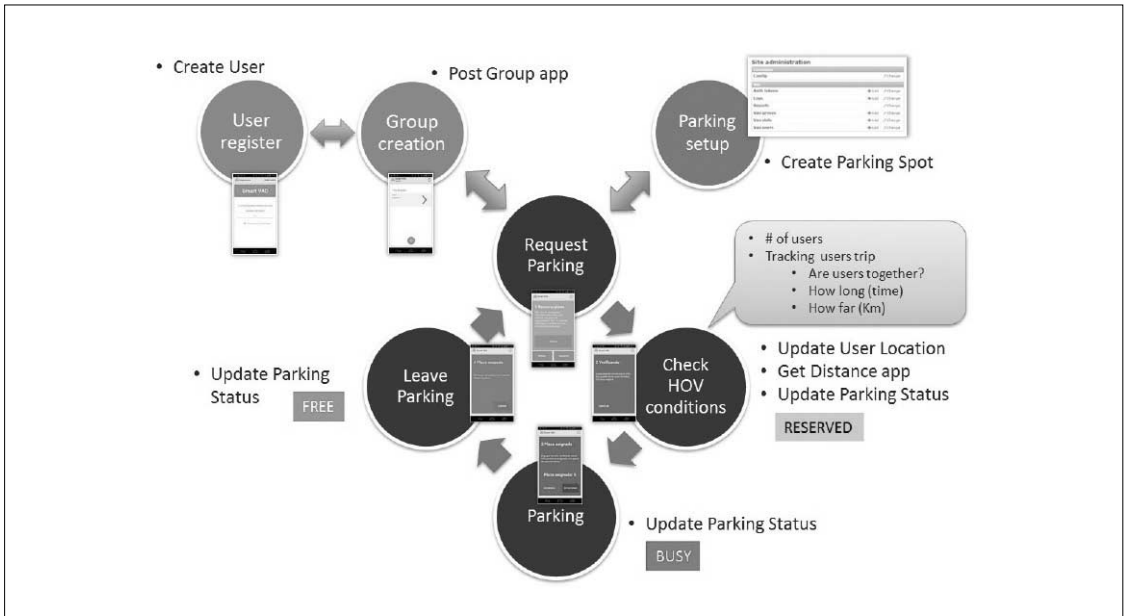 • Create User
• Post Group app
User
register
Group
creation
Parking
setup
Site administration
• Create Parking Spot
Request
Parking
• # of users
• Tracking users trip
• Are users together?
• How long (time)
• How far (Km)
Check
HOV
conditions
• Update User Location
• Get Distance app
• Update Parking Status
RESERVED
Leave
Parking
• Update Parking
Status
FREE
Parking
• Update Parking Status
BUSY